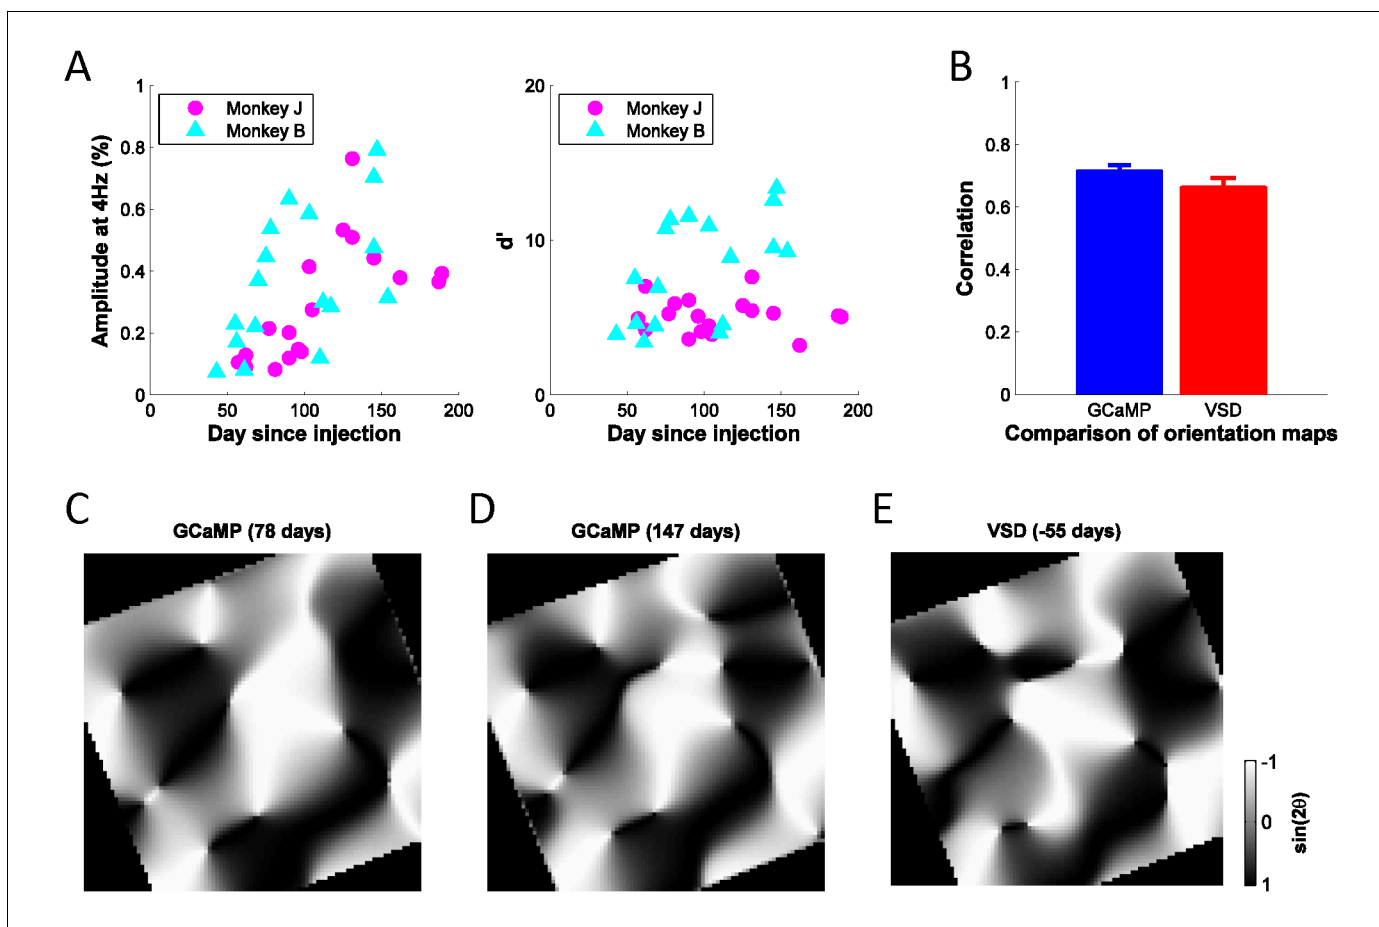 A
1
0.8
0.6
0.4
0.2
0
Amplitude at 4Hz (%)
Monkey J
Monkey B
0 50 100 150 200
Day since injection
20
10
0
d'
Monkey J
Monkey B
0 50 100 150 200
Day since injection
B
1
0.8
0.6
0.4
0.2
0
Correlation
GCaMP VSD
Comparison of orientation maps
C
GCaMP (78 days)
D
GCaMP (147 days)
E
VSD (-55 days)
-1
0
1
sin(2θ)